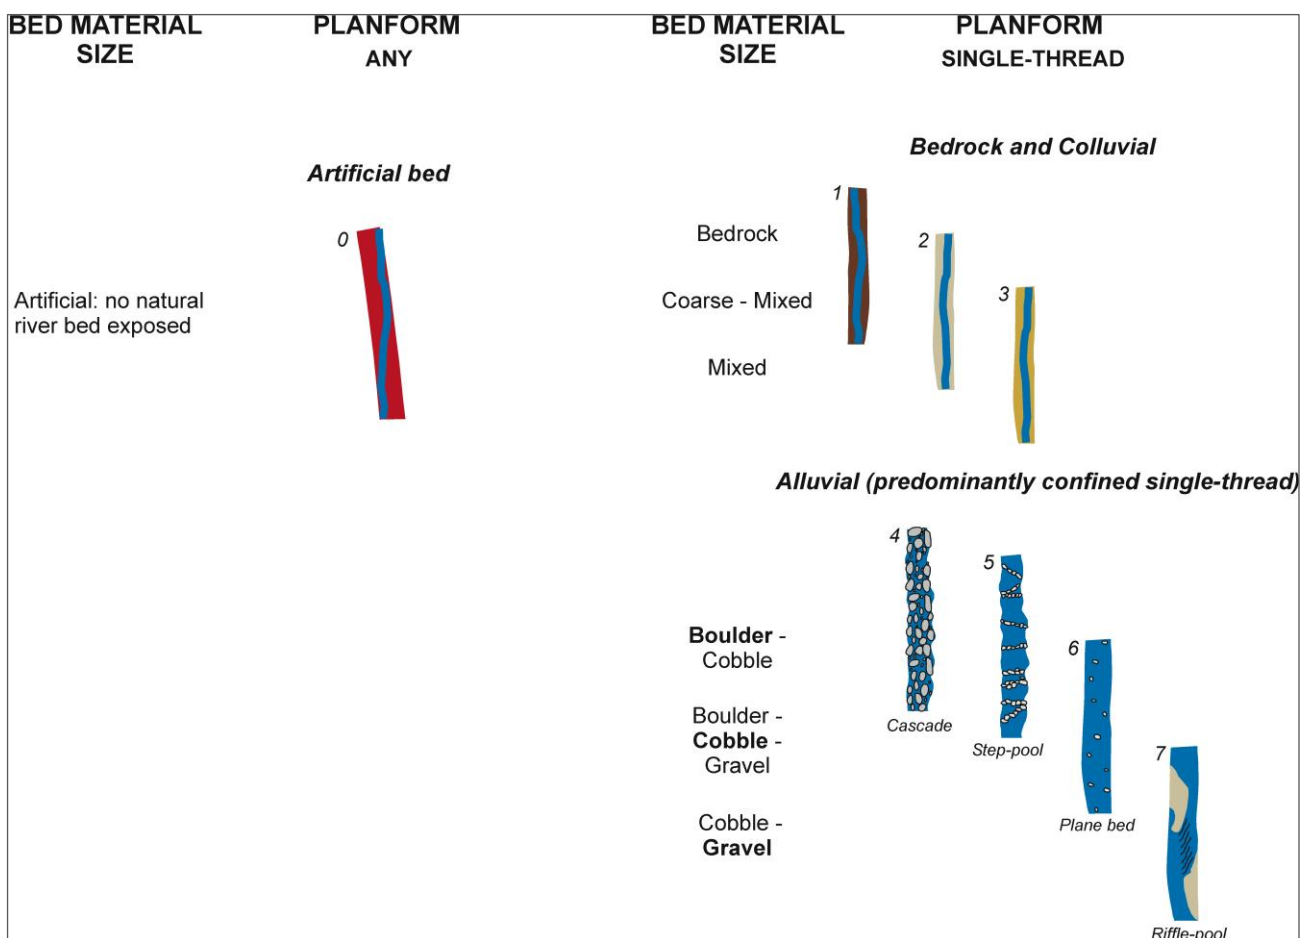 BED MATERIAL
SIZE
PLANFORM
ANY
BED MATERIAL
SIZE
PLANFORM
SINGLE-THREAD
Artificial bed
0
Artificial: no natural
river bed exposed
Bedrock and Colluvial
1
2
3
Bedrock
Coarse - Mixed
Mixed
Alluvial (predominantly confined single-thread)
4
5
6
7
Boulder -
Cobble
Boulder -
Cobble -
Gravel
Cobble -
Gravel
Cascade
Step-pool
Plane bed
Riffle-pool